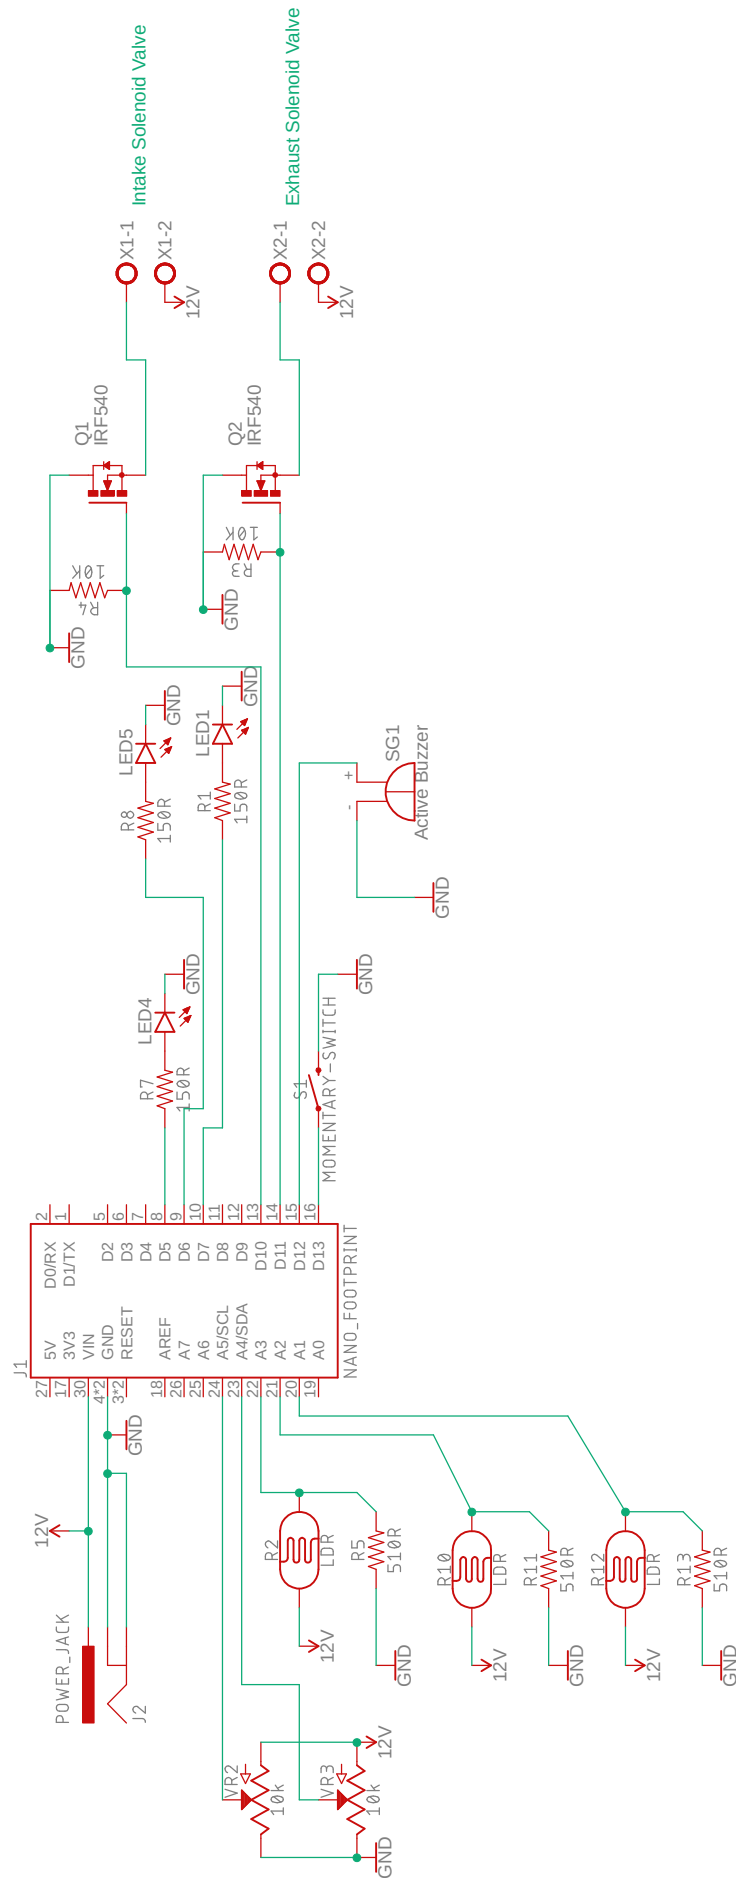 Intake Solenoid Valve
Exhaust Solenoid Valve
X1-1
X1-2
12V
X2-1
X2-2
12V
Q1
IRF540
Q2
IRF540
R4
10K
GND
R3
10K
GND
LED5
GND
R8
150R
LED1
GND
R1
150R
SG1
Active Buzzer
+
-
GND
LED4
GND
R7
150R
S1
MOMENTARY-SWITCH
GND
J1
NANO_FOOTPRINT
2
1
5
6
7
8
9
10
11
12
13
14
15
16
D0/RX
D1/TX
D2
D3
D4
D5
D6
D7
D8
D9
D10
D11
D12
D13
5V
3V3
VIN
GND
RESET
AREF
A7
A6
A5/SCL
A4/SDA
A3
A2
A1
A0
27
17
30
4*2
3*2
18
26
25
24
23
22
21
20
19
GND
12V
POWER_JACK
J2
R2
LDR
12V
R5
510R
GND
R10
LDR
12V
R11
510R
GND
R12
LDR
12V
R13
510R
GND
VR2
10k
VR3
10k
12V
GND